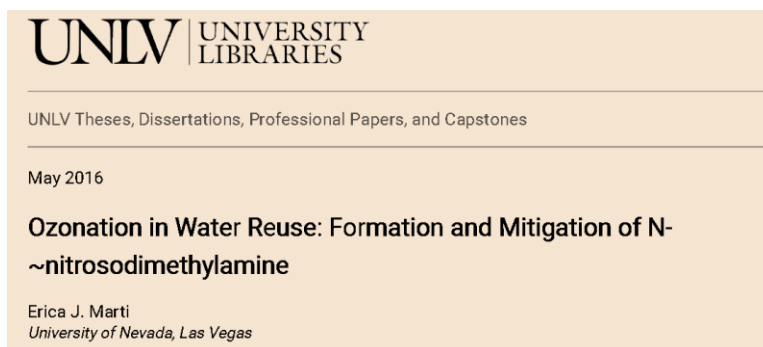 UNLV | UNIVERSITY
LIBRARIES
UNLV Theses, Dissertations, Professional Papers, and Capstones
May 2016
Ozonation in Water Reuse: Formation and Mitigation of N-
~nitrosodimethylamine
Erica J. Marti
University of Nevada, Las Vegas